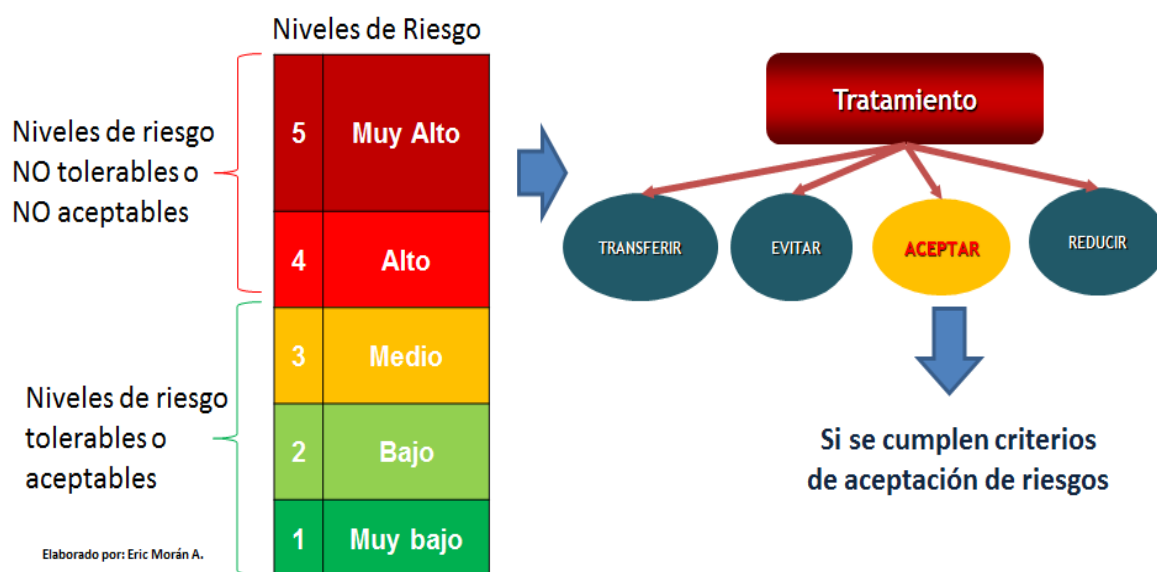 Niveles de Riesgo
Niveles de riesgo
NO tolerables o
NO aceptables
5 Muy Alto
4 Alto
3 Medio
2 Bajo
1 Muy bajo
Niveles de riesgo
tolerables o
aceptables
Elaborado por: Eric Morán A.
Tratamiento
TRANSFERIR
EVITAR
ACEPTAR
REDUCIR
Si se cumplen criterios
de aceptación de riesgos